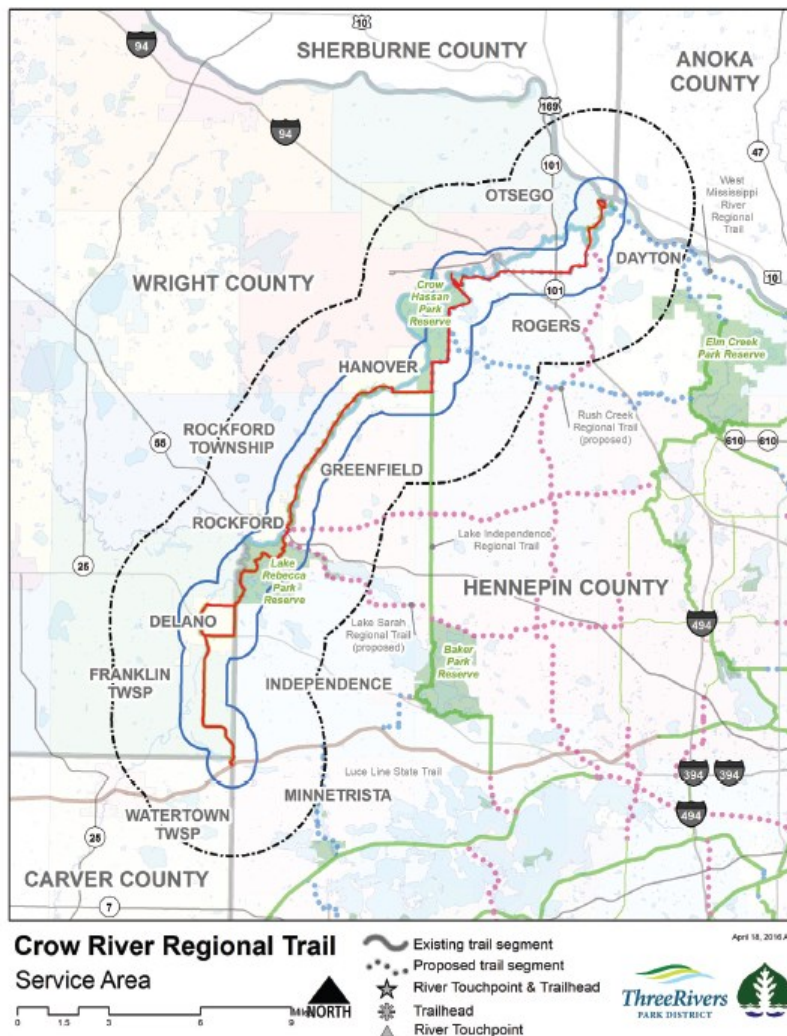 10
SHERBURNE COUNTY
ANOKA
COUNTY
94
169
94
101
47
West
Mississippi
River
Regional
Trail
OTSEGO
WRIGHT COUNTY
DAYTON
10
Crow
Hassan
Park
Reserve
101
ROGERS
Elm Creek
Park Reserve
HANOVER
Rush Creek
Regional Trail
(proposed)
ROCKFORD
TOWNSHIP
55
610
610
GREENFIELD
ROCKFORD
Lake Independence
Regional Trail
25
Lake
Rebecca
Park
Reserve
HENNEPIN COUNTY
DELANO
Lake Sarah
Regional Trail
(proposed)
494
Baker
Park
Reserve
FRANKLIN
TWSP
INDEPENDENCE
Luce Line State Trail
394
394
MINNETRISTA
WATERTOWN
TWSP
494
25
CARVER COUNTY
7
Crow River Regional Trail
Service Area
0 1.5 3 6 9
NORTH
Existing trail segment
Proposed trail segment
River Touchpoint & Trailhead
Trailhead
River Touchpoint
April 18, 2016
ThreeRivers
PARK DISTRICT